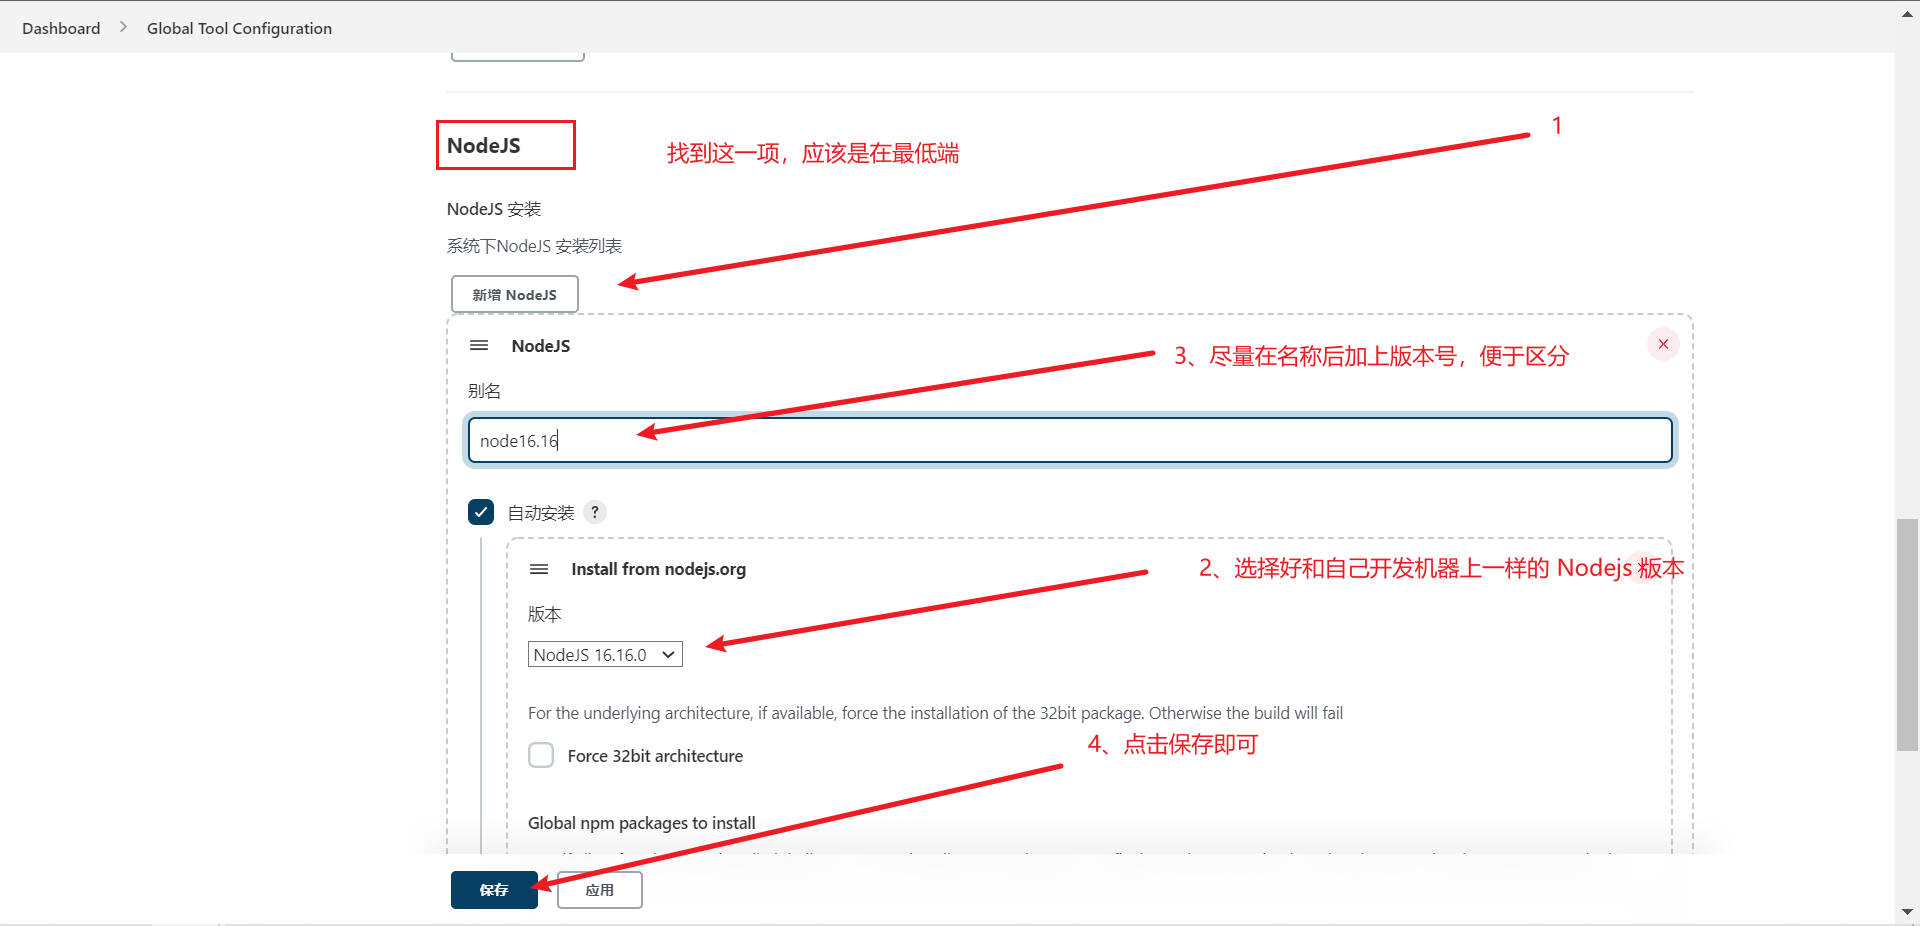 Dashboard > Global Tool Configuration
1
NodeJS
找到这一项，应该是在最低端
NodeJS 安装
系统下NodeJS 安装列表
新增 NodeJS
NodeJS
3、尽量在名称后加上版本号，便于区分
别名
node16.16
自动安装 ?
Install from nodejs.org
2、选择好和自己开发机器上一样的 Nodejs 版本
版本
NodeJS 16.16.0
For the underlying architecture, if available, force the installation of the 32bit package. Otherwise the build will fail
4、点击保存即可
Force 32bit architecture
Global npm packages to install
保存
应用